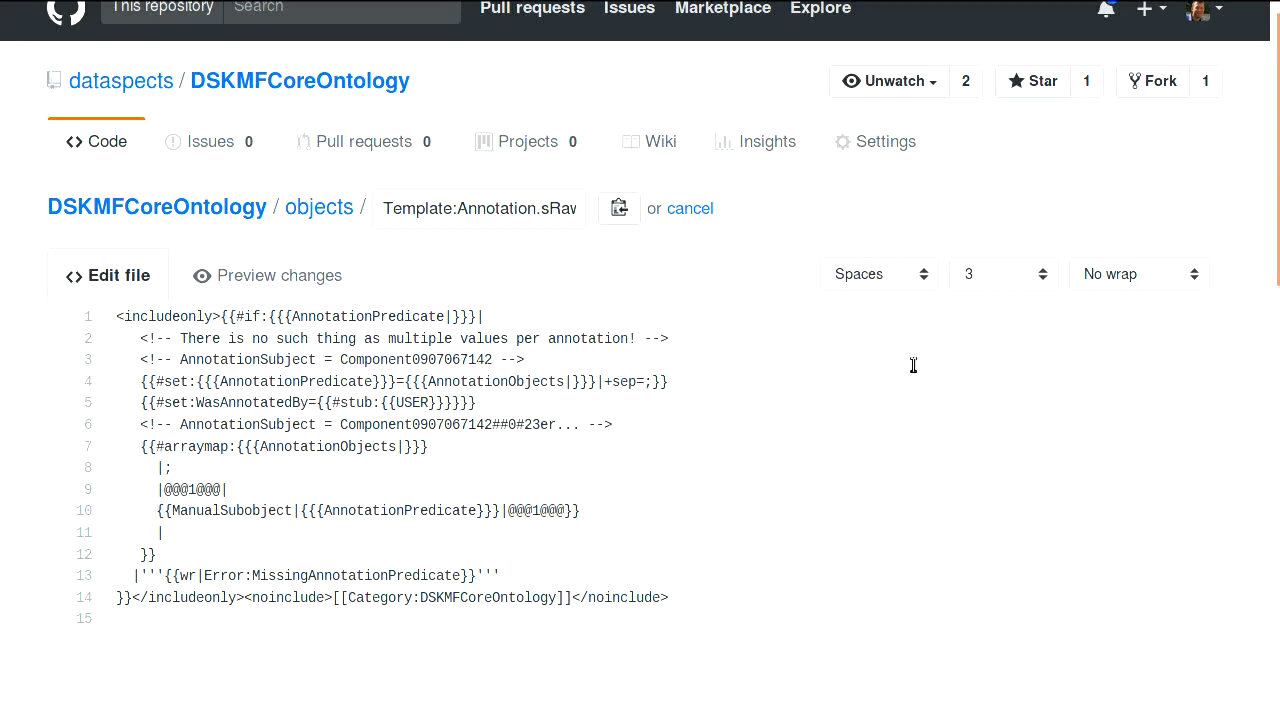 This repository Search Pull requests Issues Marketplace Explore
dataspects / DSKMFCoreOntology Unwatch 2 Star 1 Fork 1
Code Issues 0 Pull requests 0 Projects 0 Wiki Insights Settings
DSKMFCoreOntology / objects / Template:Annotation.sRaw or cancel
Edit file Preview changes Spaces 3 No wrap
1 <includeonly>{{#if:{{{AnnotationPredicate|}}}|
2 <!-- There is no such thing as multiple values per annotation! -->
3 <!-- AnnotationSubject = Component0907067142 -->
4 {{#set:{{{AnnotationPredicate}}}={{{AnnotationObjects|}}}|+sep=;}}
5 {{#set:WasAnnotatedBy={{#stub:{{USER}}}}}}
6 <!-- AnnotationSubject = Component0907067142##0#23er... -->
7 {{#arraymap:{{{AnnotationObjects|}}}
8 |;
9 |@@@1@@@|
10 {{ManualSubobject|{{{AnnotationPredicate}}}|@@@1@@@}}
11 |
12 }}
13 |'''{{wr|Error:MissingAnnotationPredicate}}'''
14 }}</includeonly><noinclude>[[Category:DSKMFCoreOntology]]</noinclude>
15